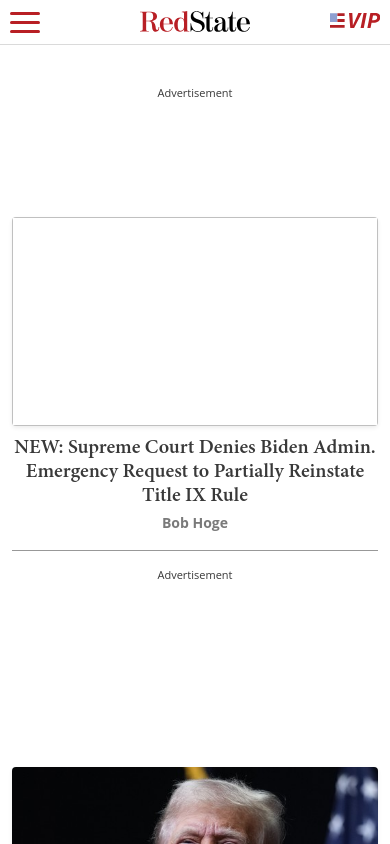 RedState
VIP
Advertisement
NEW: Supreme Court Denies Biden Admin.
Emergency Request to Partially Reinstate
Title IX Rule
Bob Hoge
Advertisement